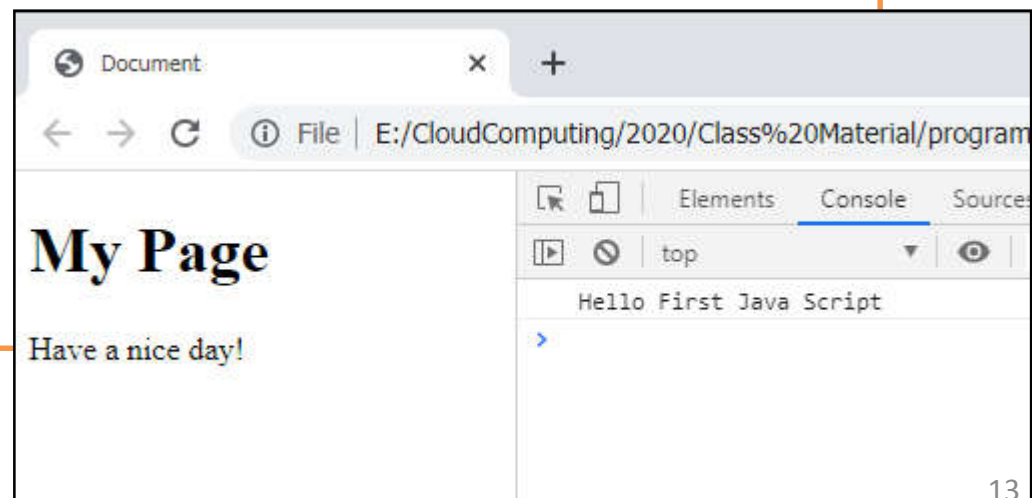 Document
File E:/CloudComputing/2020/Class%20Material/program
Elements Console Sources
top
My Page
Hello First Java Script
Have a nice day!
13